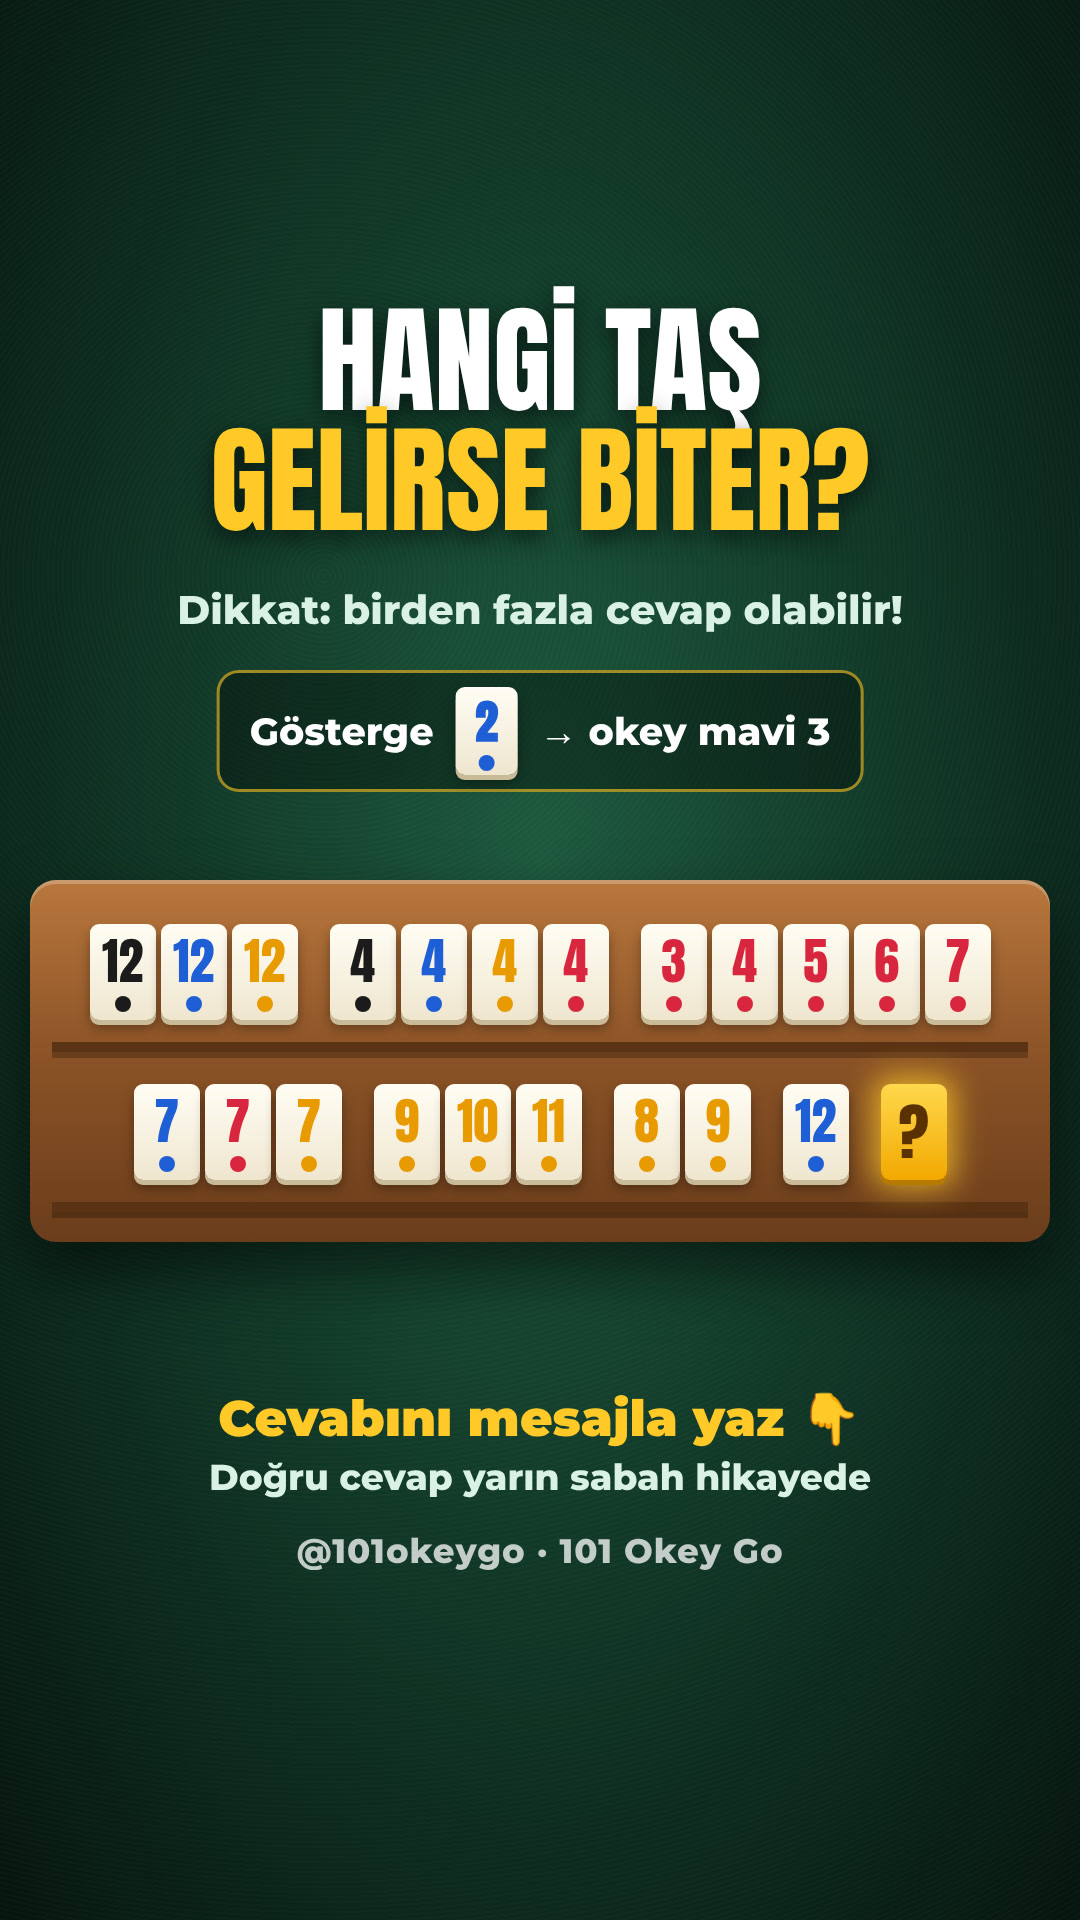 HANGİ TAŞ
GELİRSE BİTER?
Dikkat: birden fazla cevap olabilir!
Gösterge 2 → okey mavi 3
12 12 12 4 4 4 4 3 4 5 6 7
7 7 7 9 10 11 8 9 12 ?
Cevabını mesajla yaz 👇
Doğru cevap yarın sabah hikayede
@101okeygo · 101 Okey Go